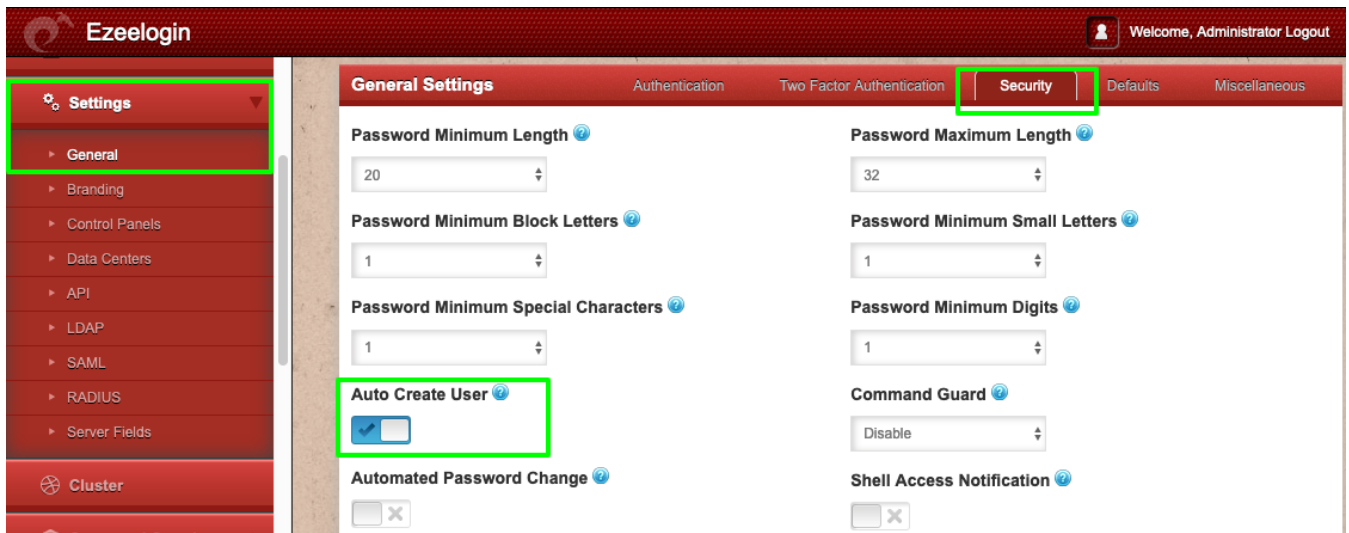 Ezeelogin
Welcome, Administrator Logout
Settings
General
Branding
Control Panels
Data Centers
API
LDAP
SAML
RADIUS
Server Fields
Cluster
General Settings Authentication Two Factor Authentication Security Defaults Miscellaneous
Password Minimum Length ? Password Maximum Length ?
20 32
Password Minimum Block Letters ? Password Minimum Small Letters ?
1 1
Password Minimum Special Characters ? Password Minimum Digits ?
1 1
Auto Create User ? Command Guard ?
Disable
Automated Password Change ? Shell Access Notification ?